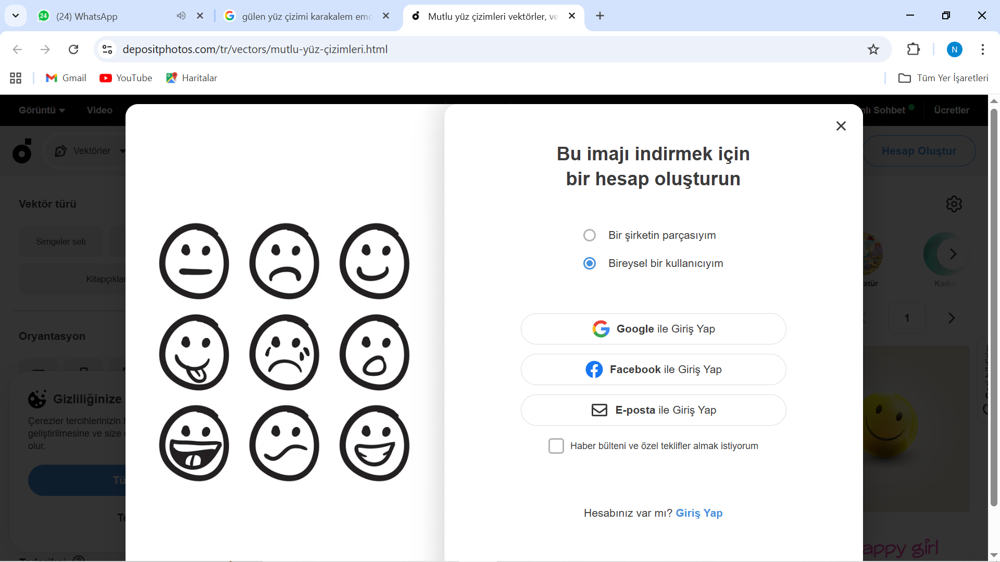 24
(24) WhatsApp
gülen yüz çizimi karakalem emo
Mutlu yüz çizimleri vektörler, ve
depositphotos.com/tr/vectors/mutlu-yüz-çizimleri.html
N
Gmail
YouTube
Haritalar
Tüm Yer İşaretleri
Görüntü
Video
nlı Sohbet
Ücretler
Vektörler
Hesap Oluştur
Bu imajı indirmek için
bir hesap oluşturun
Vektör türü
Simgeler seti
Bir şirketin parçasıyım
Bireysel bir kullanıcıyım
Kitapçıklar
atür
Kadın
1
Google ile Giriş Yap
Oryantasyon
Facebook ile Giriş Yap
Gizliliğinize
E-posta ile Giriş Yap
Çerezler tercihlerinizin
geliştirilmesine ve size
olur.
Haber bülteni ve özel teklifler almak istiyorum
Tü
Hesabınız var mı? Giriş Yap
Te
appy girl